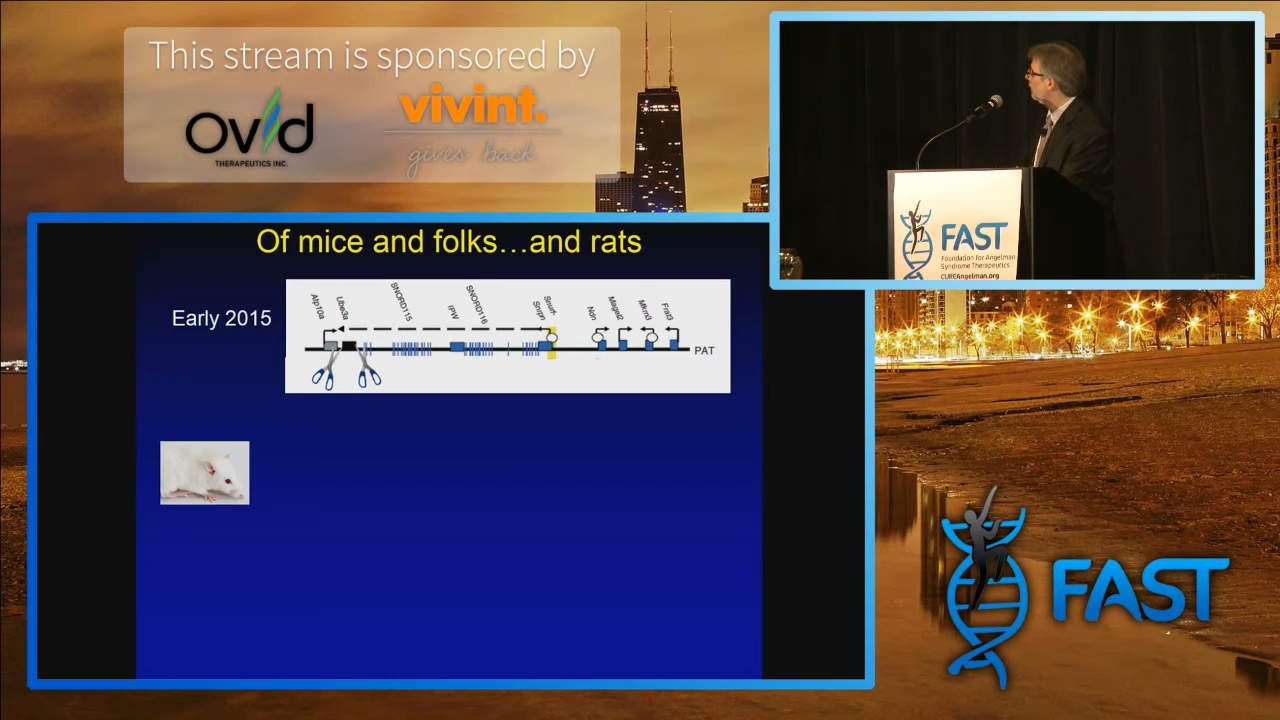 This stream is sponsored by
ovid
THERAPEUTICS INC.
vivint.
gives back
FAST
Foundation for Angelman
Syndrome Therapeutics
CUREAngelman.org
Of mice and folks…and rats
Early 2015
Atp10a
Ube3a
SNORD115
IPW
SNORD116
Snrpn
Snurf-
Ndn
Magel2
Mkrn3
Frat3
PAT
FAST